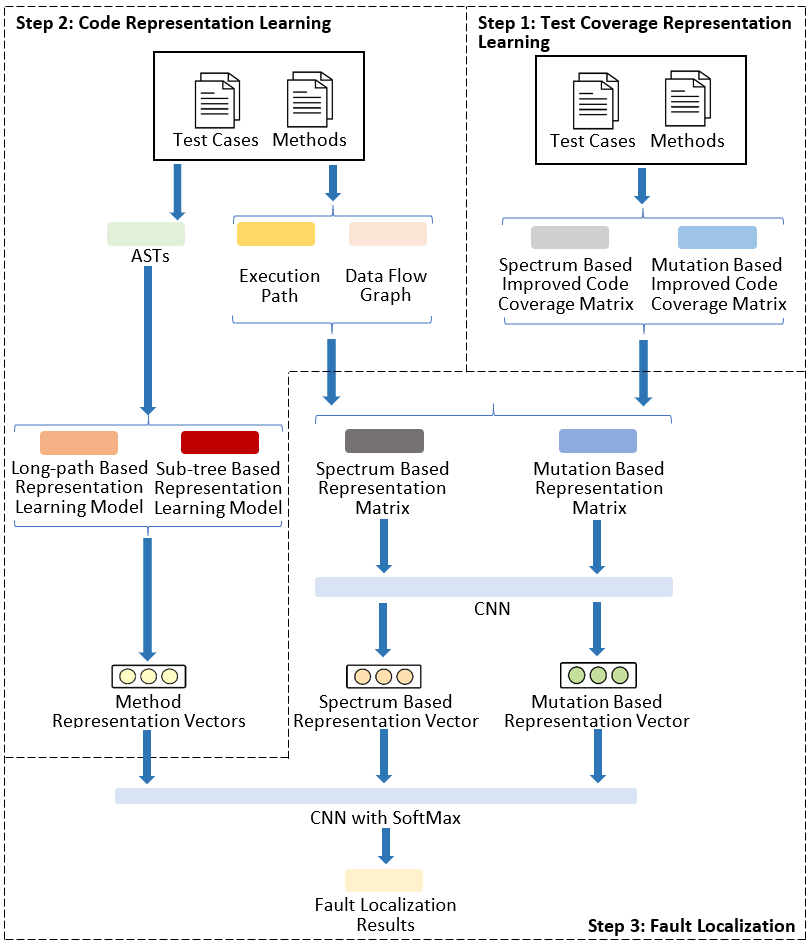 Step 2: Code Representation Learning
Test Cases
Methods
ASTs
Execution
Path
Data Flow
Graph
Long-path Based
Representation
Learning Model
Sub-tree Based
Representation
Learning Model
Method
Representation Vectors
Step 1: Test Coverage Representation
Learning
Test Cases
Methods
Spectrum Based
Improved Code
Coverage Matrix
Mutation Based
Improved Code
Coverage Matrix
Spectrum Based
Representation
Matrix
Mutation Based
Representation
Matrix
CNN
Spectrum Based
Representation Vector
Mutation Based
Representation Vector
CNN with SoftMax
Fault Localization
Results
Step 3: Fault Localization